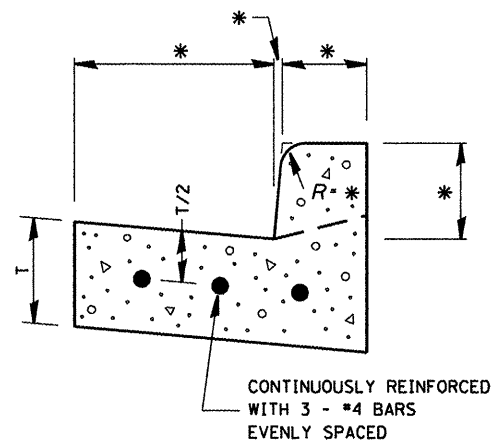 *
*
*
T/2
R= *
*
T
CONTINUOUSLY REINFORCED
WITH 3 - #4 BARS
EVENLY SPACED